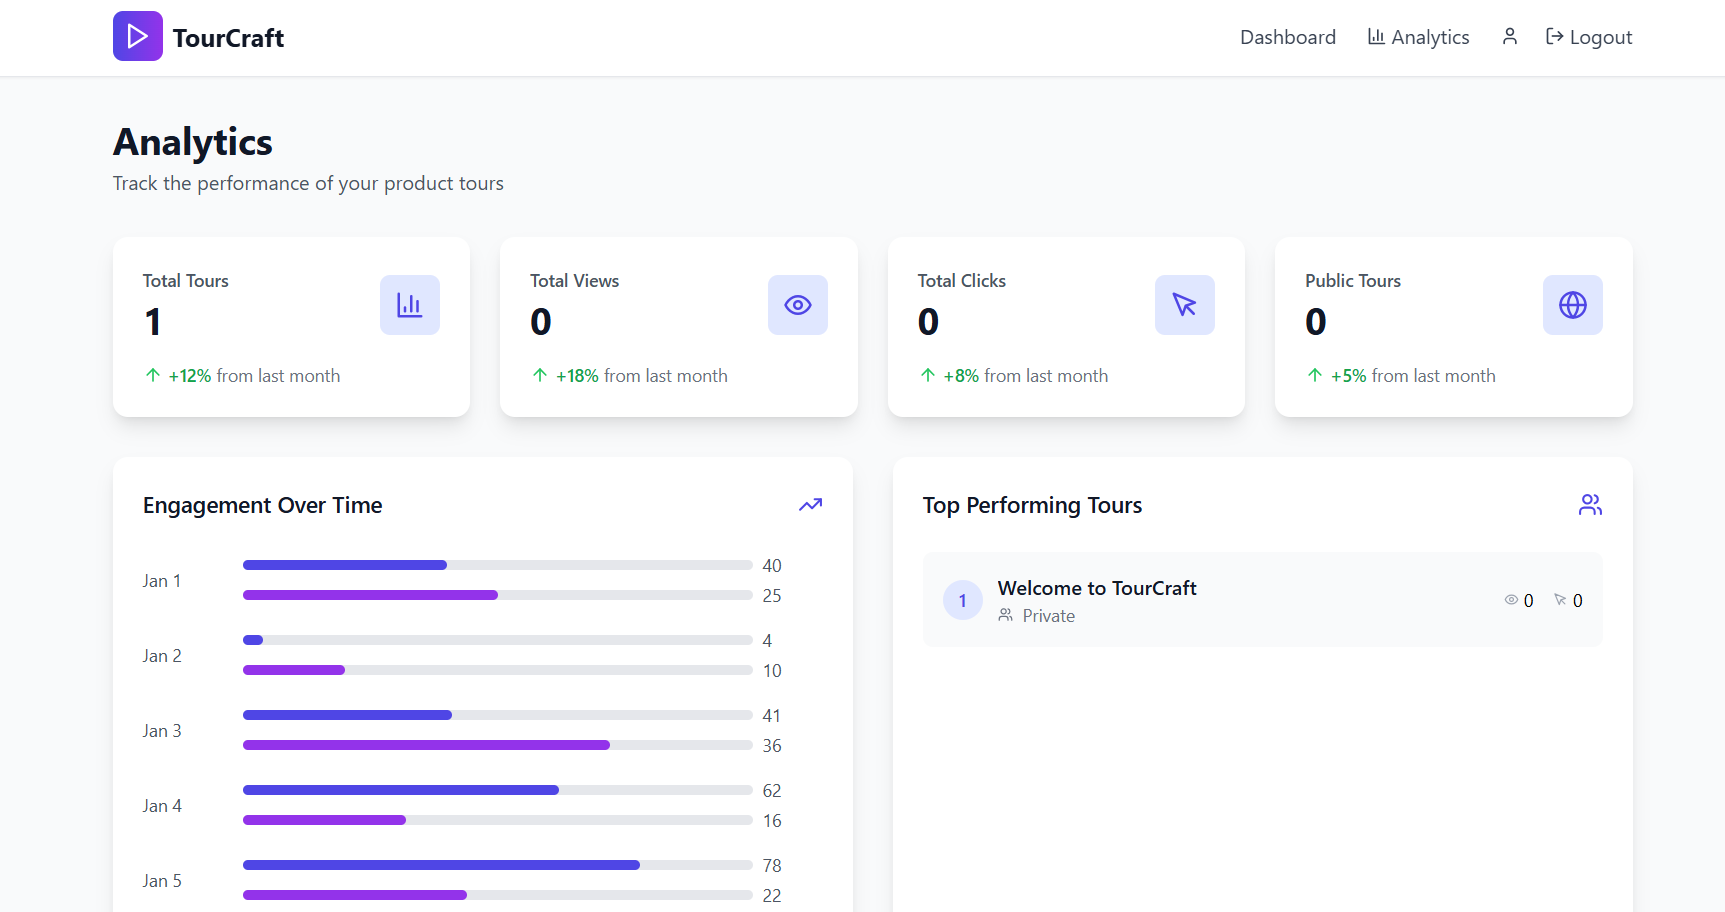 TourCraft
Dashboard
Analytics
Logout
Analytics
Track the performance of your product tours
Total Tours
1
+12% from last month
Total Views
0
+18% from last month
Total Clicks
0
+8% from last month
Public Tours
0
+5% from last month
Engagement Over Time
Jan 1
40
25
Jan 2
4
10
Jan 3
41
36
Jan 4
62
16
Jan 5
78
22
Top Performing Tours
1
Welcome to TourCraft
Private
0
0